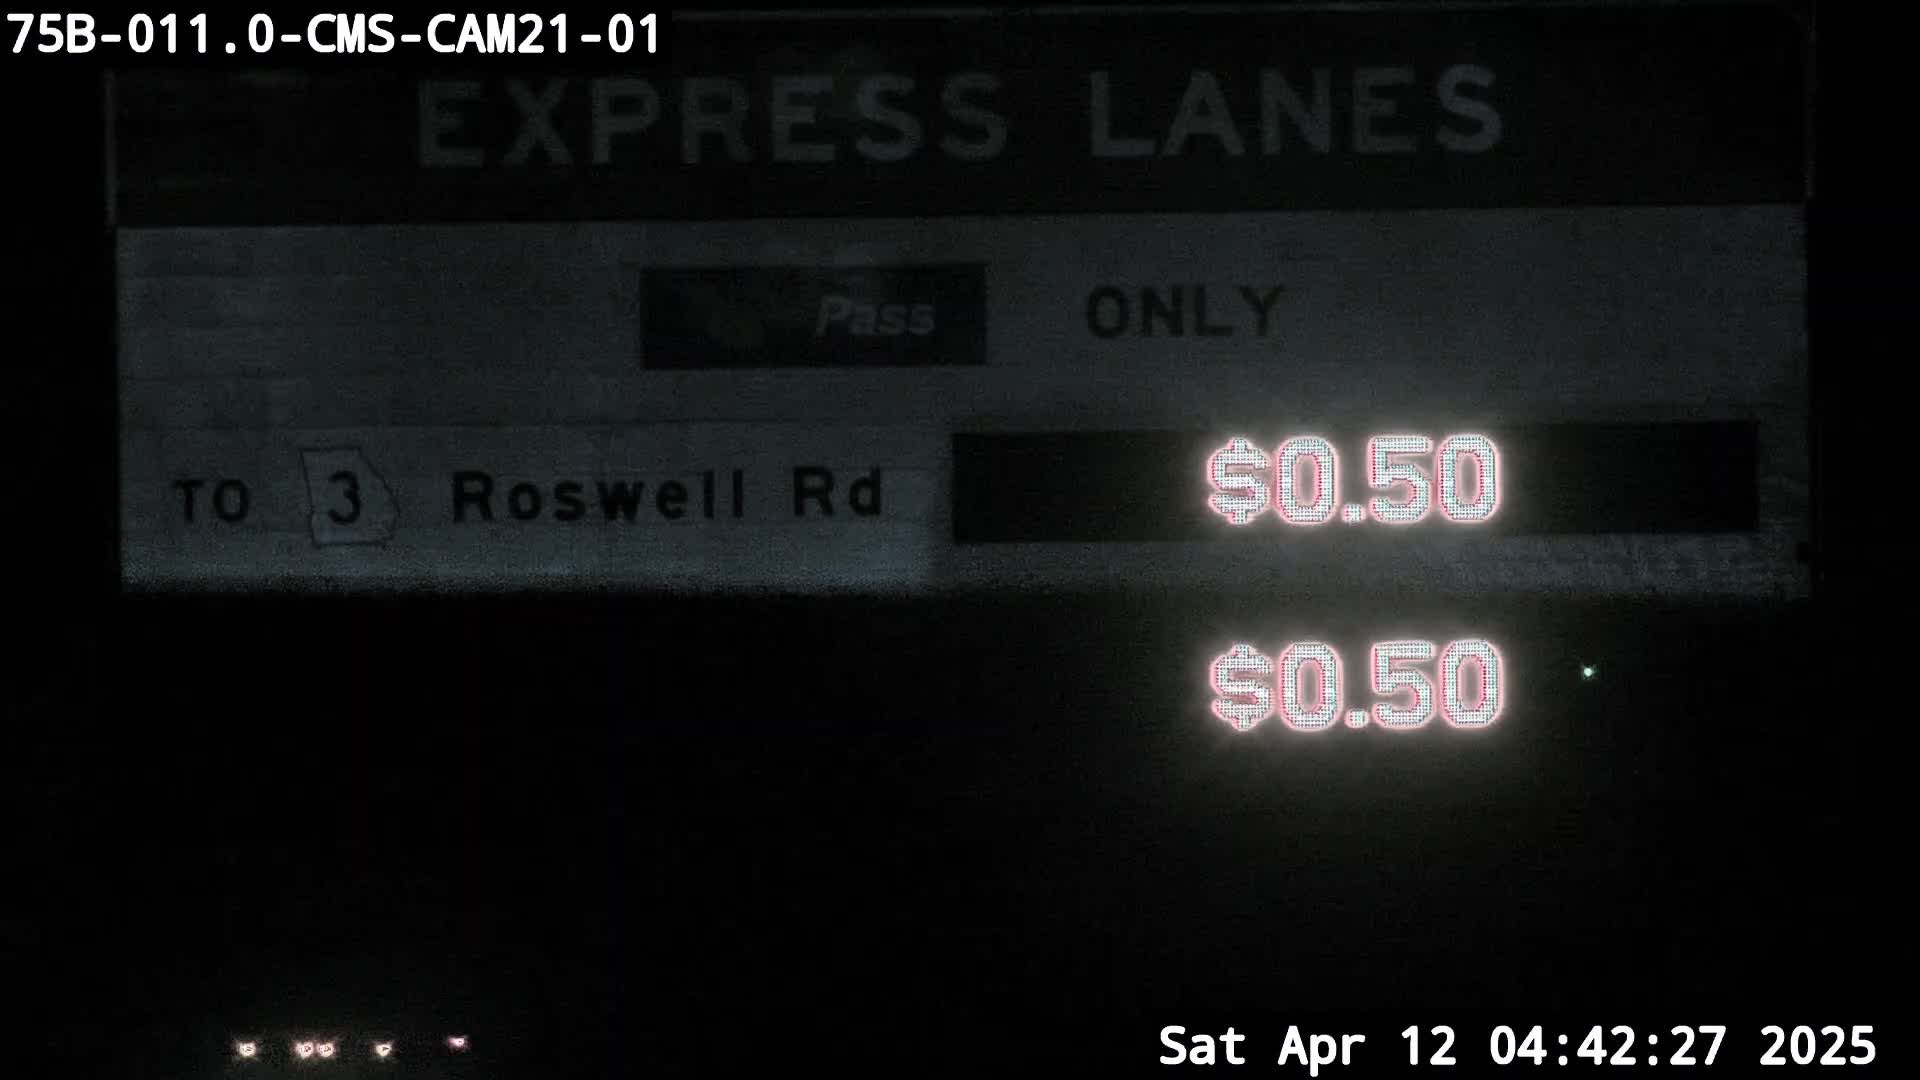 75B-011.0-CMS-CAM21-01
EXPRESS LANES
Pass ONLY
TO 3 Roswell Rd $0.50
$0.50
Sat Apr 12 04:42:27 2025